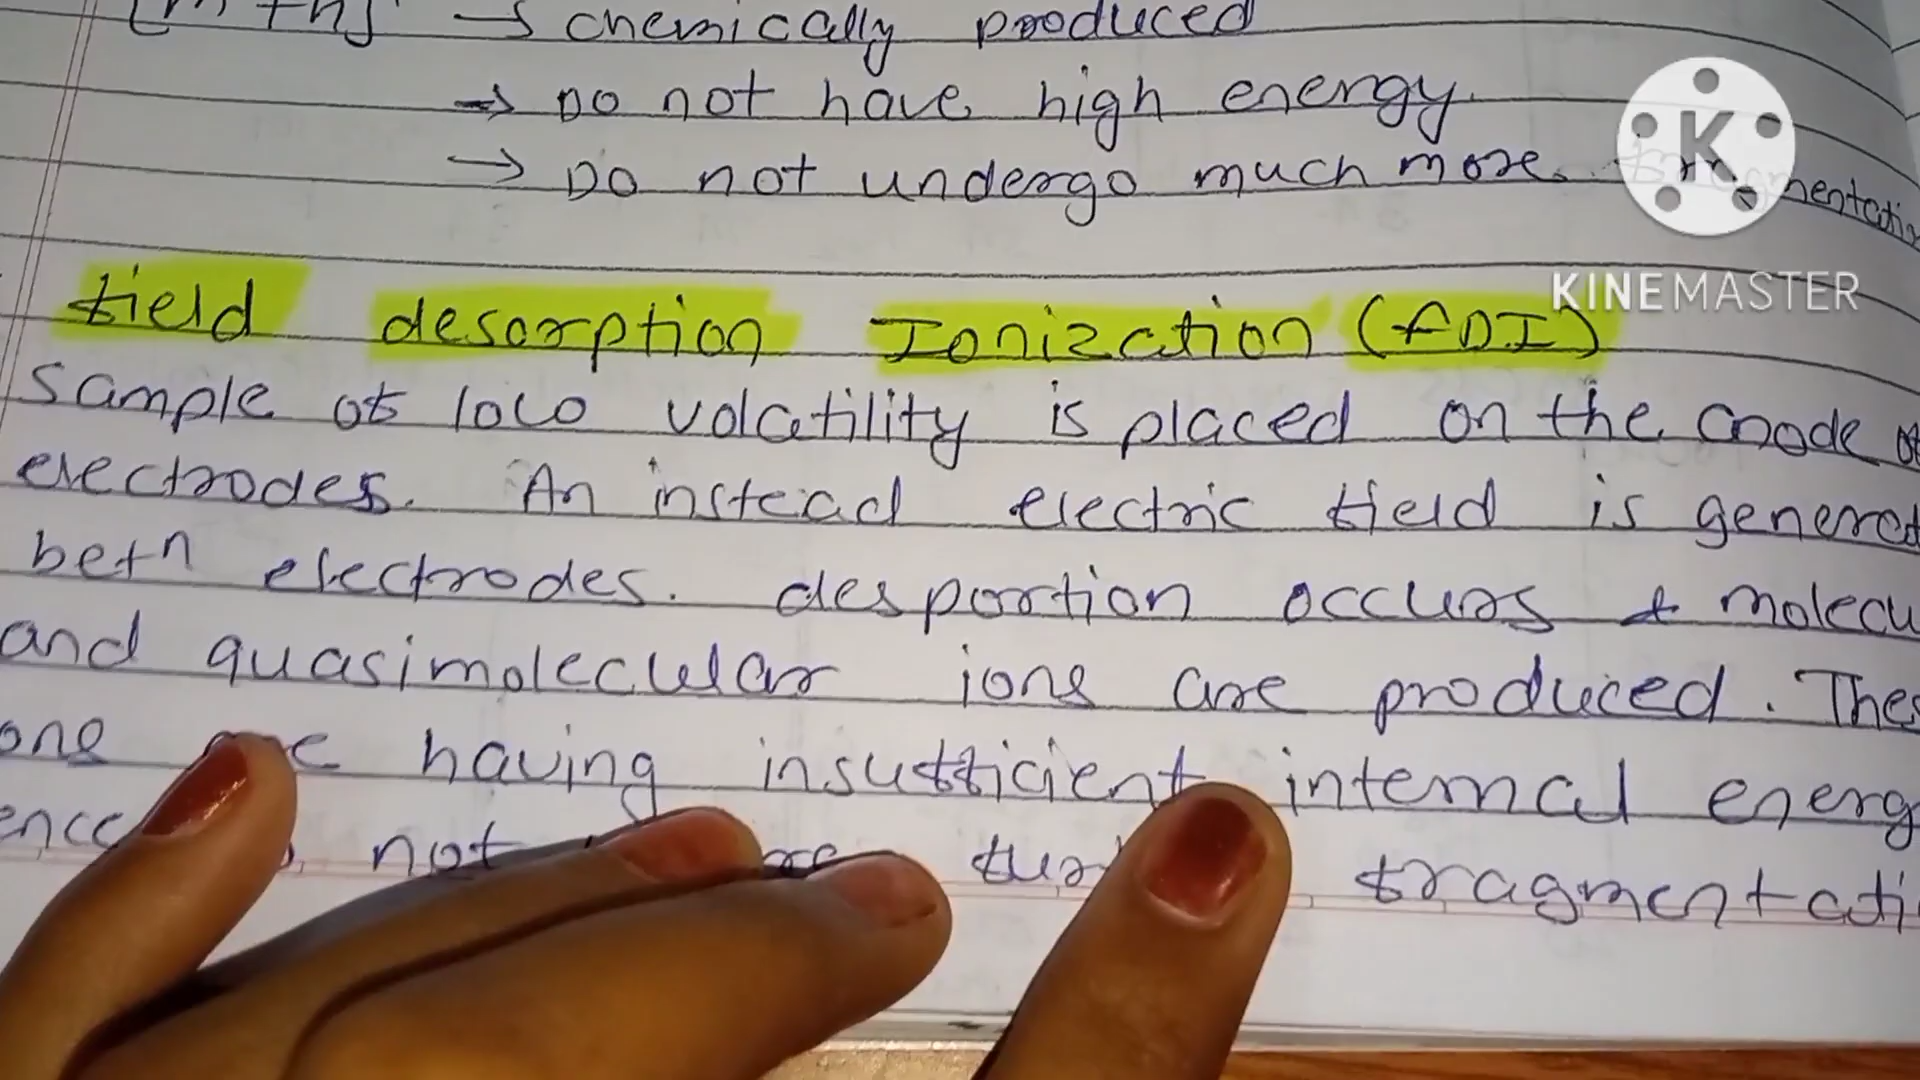 [m+h]+ → chemically produced
→ Do not have high energy.
→ Do not undergo much more
K
KINEMASTER
field desorption Ionization (fDI)
sample of low volatility is placed on the anode of
electrodes. An instead electric field is generat
betn electrodes. desportion occurs & molecu
and quasimolecular ions are produced. Thes
ons having insufficient internal energ
not fragmentati